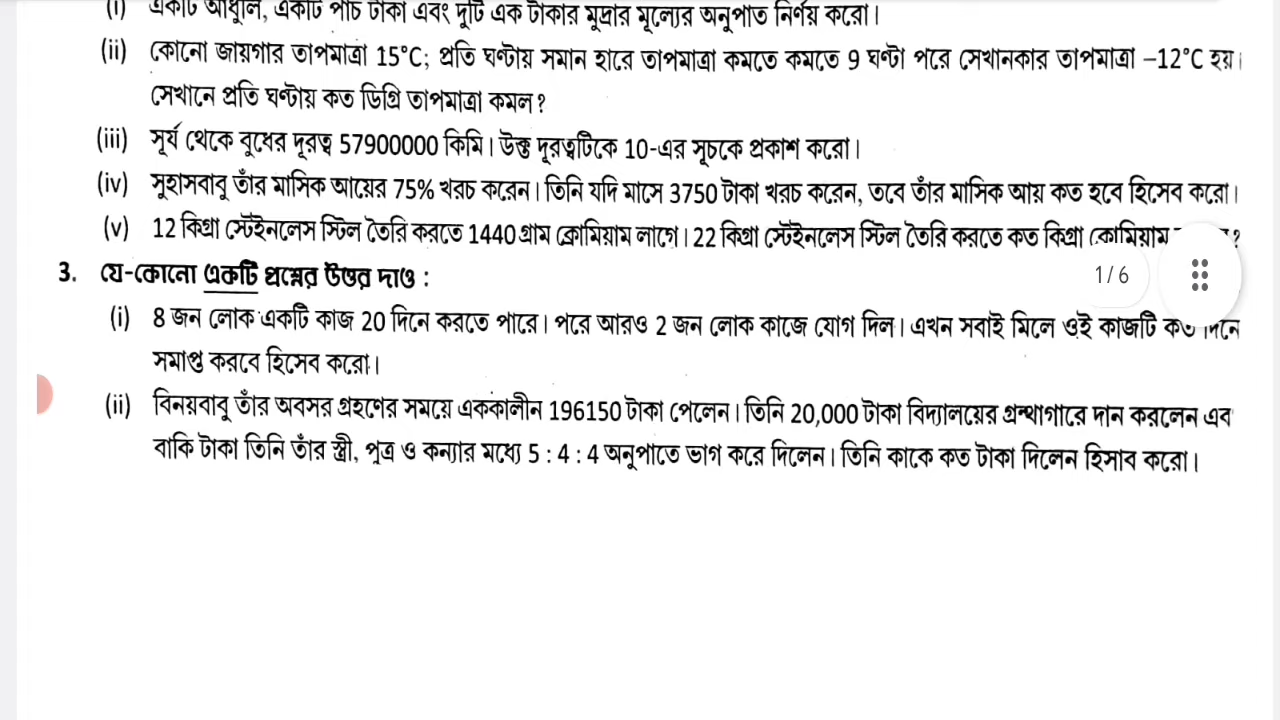 (i) একটি আধুলি, একটি পাঁচ টাকা এবং দুটি এক টাকার মুদ্রার মূল্যের অনুপাত নির্ণয় করো।
(ii) কোনো জায়গার তাপমাত্রা 15°C; প্রতি ঘণ্টায় সমান হারে তাপমাত্রা কমতে কমতে 9 ঘণ্টা পরে সেখানকার তাপমাত্রা –12°C হয়।
সেখানে প্রতি ঘণ্টায় কত ডিগ্রি তাপমাত্রা কমল?
(iii) সূর্য থেকে বুধের দূরত্ব 57900000 কিমি। উক্ত দূরত্বটিকে 10-এর সূচকে প্রকাশ করো।
(iv) সুহাসবাবু তাঁর মাসিক আয়ের 75% খরচ করেন। তিনি যদি মাসে 3750 টাকা খরচ করেন, তবে তাঁর মাসিক আয় কত হবে হিসেব করো।
(v) 12 কিগ্রা স্টেইনলেস স্টিল তৈরি করতে 1440 গ্রাম ক্রোমিয়াম লাগে। 22 কিগ্রা স্টেইনলেস স্টিল তৈরি করতে কত কিগ্রা ক্রোমিয়াম ?
3. যে-কোনো একটি প্রশ্নের উত্তর দাও :
1/6
(i) 8 জন লোক একটি কাজ 20 দিনে করতে পারে। পরে আরও 2 জন লোক কাজে যোগ দিল। এখন সবাই মিলে ওই কাজটি কত দিনে
সমাপ্ত করবে হিসেব করো।
(ii) বিনয়বাবু তাঁর অবসর গ্রহণের সময়ে এককালীন 196150 টাকা পেলেন। তিনি 20,000 টাকা বিদ্যালয়ের গ্রন্থাগারে দান করলেন এব
বাকি টাকা তিনি তাঁর স্ত্রী, পুত্র ও কন্যার মধ্যে 5 : 4 : 4 অনুপাতে ভাগ করে দিলেন। তিনি কাকে কত টাকা দিলেন হিসাব করো।